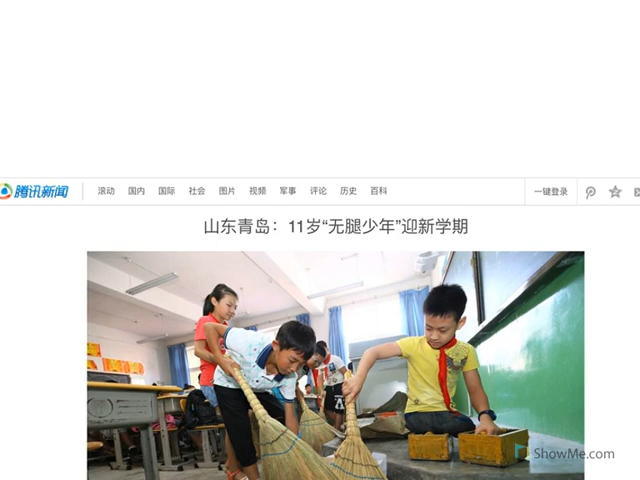 腾讯新闻 滚动 国内 国际 社会 图片 视频 军事 评论 历史 百科 一键登录
山东青岛：11岁“无腿少年”迎新学期
ShowMe.com